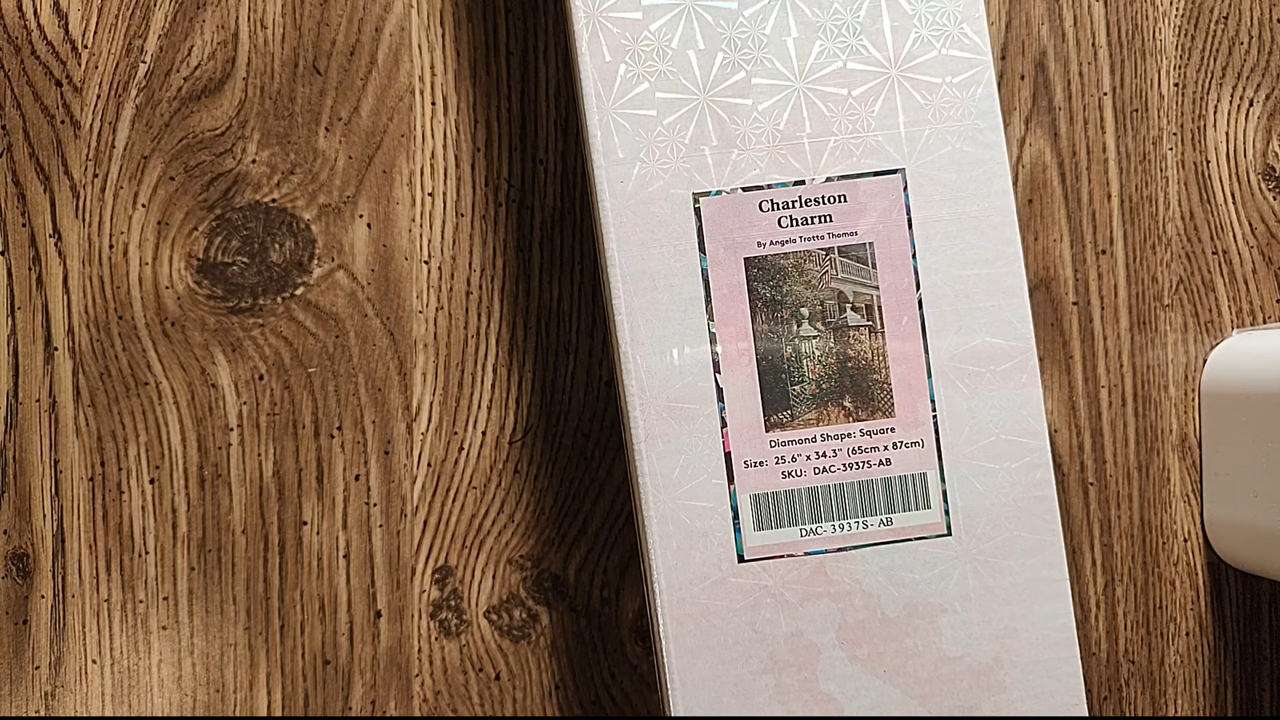 Charleston
Charm
By Angela Trotta Thomas
Diamond Shape: Square
Size: 25.6" x 34.3" (65cm x 87cm)
SKU: DAC-3937S-AB
DAC-3937S-AB